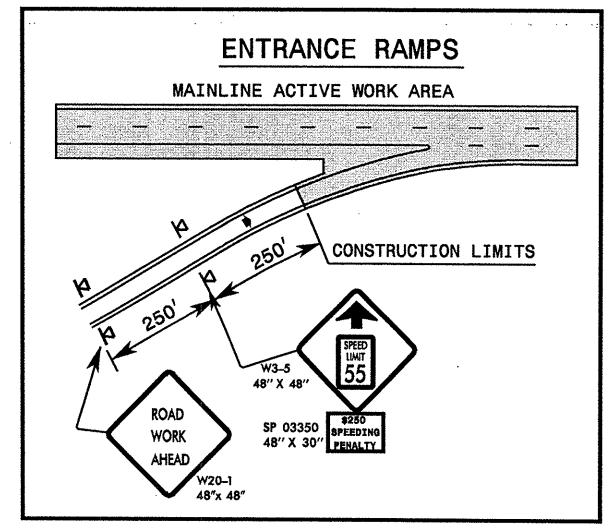 ENTRANCE RAMPS
MAINLINE ACTIVE WORK AREA
CONSTRUCTION LIMITS
250'
250'
W3-5
48" X 48"
SPEED
LIMIT
55
SP 03350
48" X 30"
$250
SPEEDING
PENALTY
ROAD
WORK
AHEAD
W20-1
48"x 48"